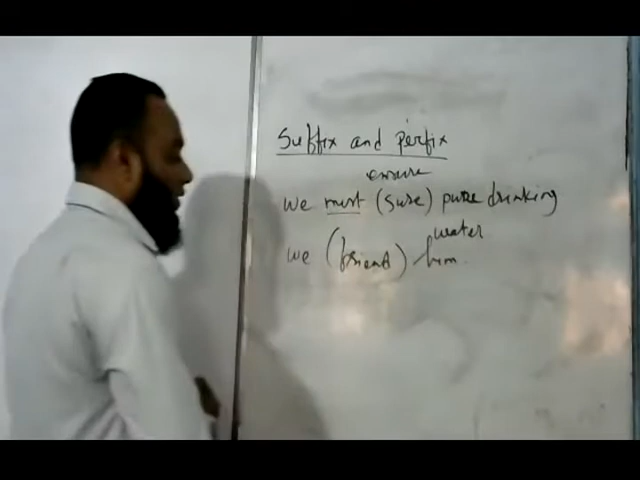 Suffix and perfix
ensure
we must (sure) pure drinking
water
we (friend) him.